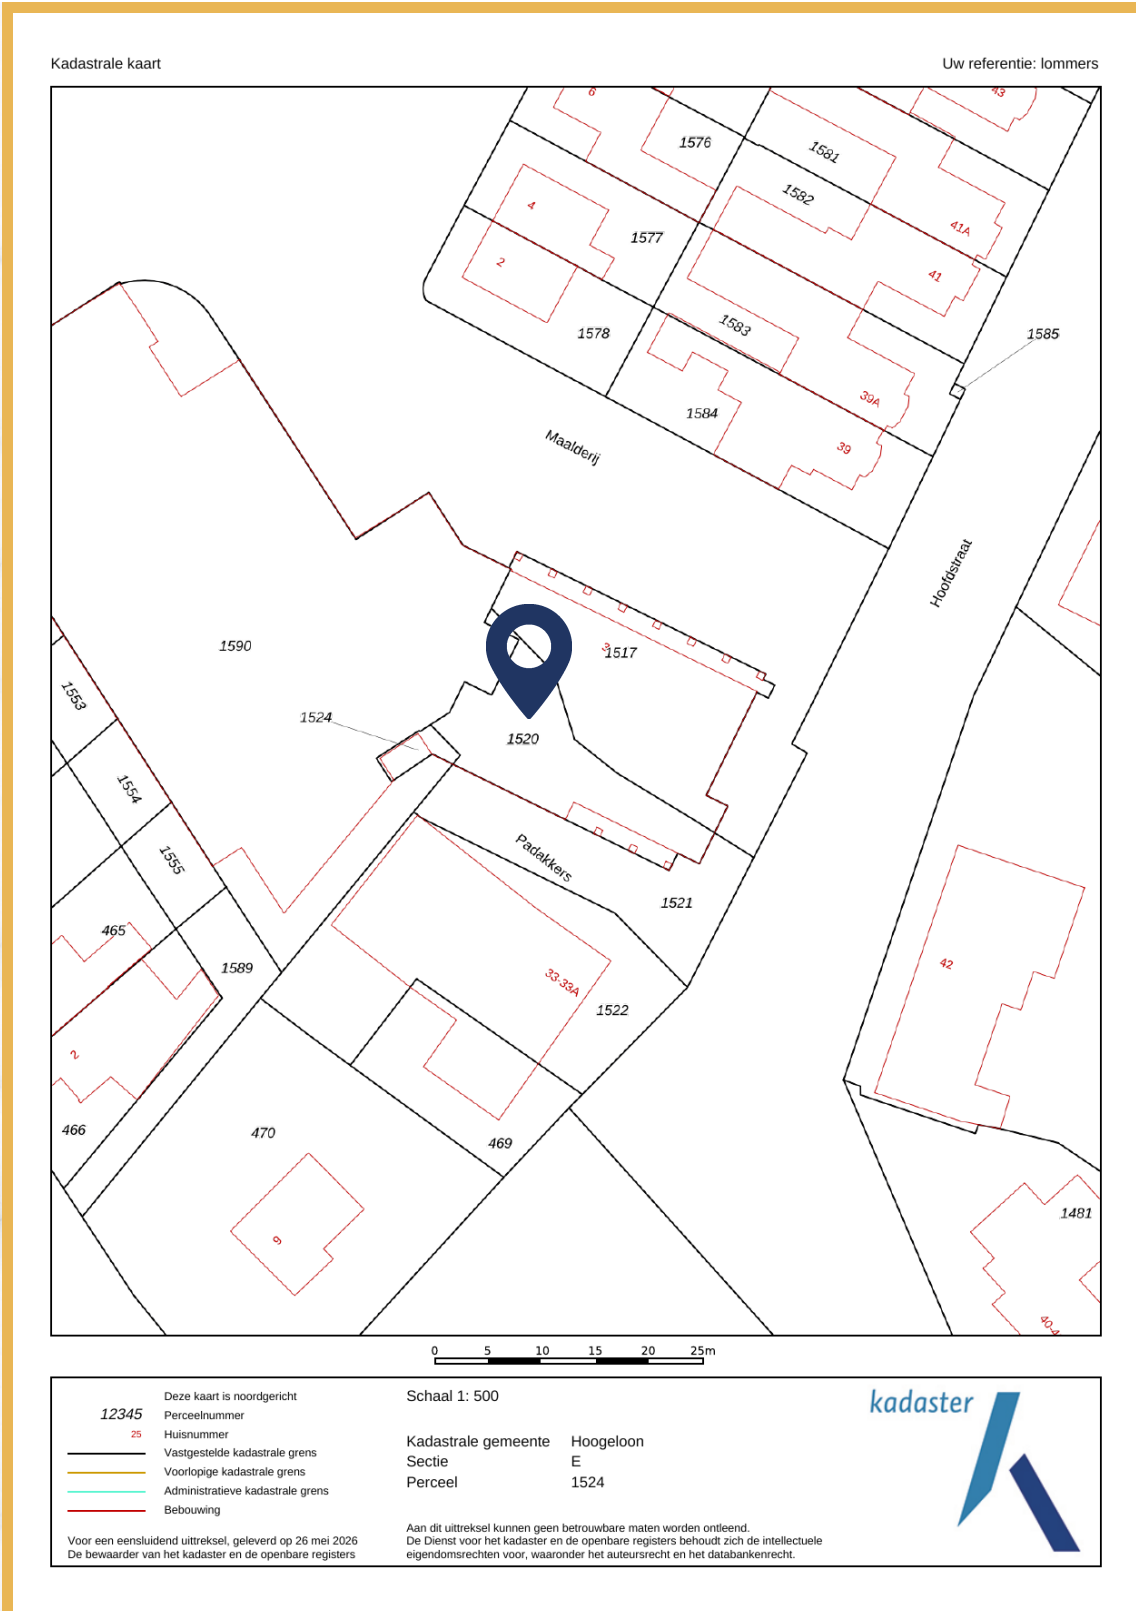 Kadastrale kaart
Uw referentie: lommers
6
43
1576
1581
1582
4
1577
41A
2
41
1578
1583
1585
39A
1584
39
Maalderij
Hoofdstraat
1590
3
1517
1553
1524
1520
1554
Padakkers
1555
1521
465
1589
33-33A
42
1522
2
466
470
469
9
1481
40-4
0 5 10 15 20 25m
Deze kaart is noordgericht
12345 Perceelnummer
25 Huisnummer
Vastgestelde kadastrale grens
Voorlopige kadastrale grens
Administratieve kadastrale grens
Bebouwing
Voor een eensluidend uittreksel, geleverd op 26 mei 2026
De bewaarder van het kadaster en de openbare registers
Schaal 1: 500
Kadastrale gemeente Hoogeloon
Sectie E
Perceel 1524
Aan dit uittreksel kunnen geen betrouwbare maten worden ontleend.
De Dienst voor het kadaster en de openbare registers behoudt zich de intellectuele
eigendomsrechten voor, waaronder het auteursrecht en het databankenrecht.
kadaster